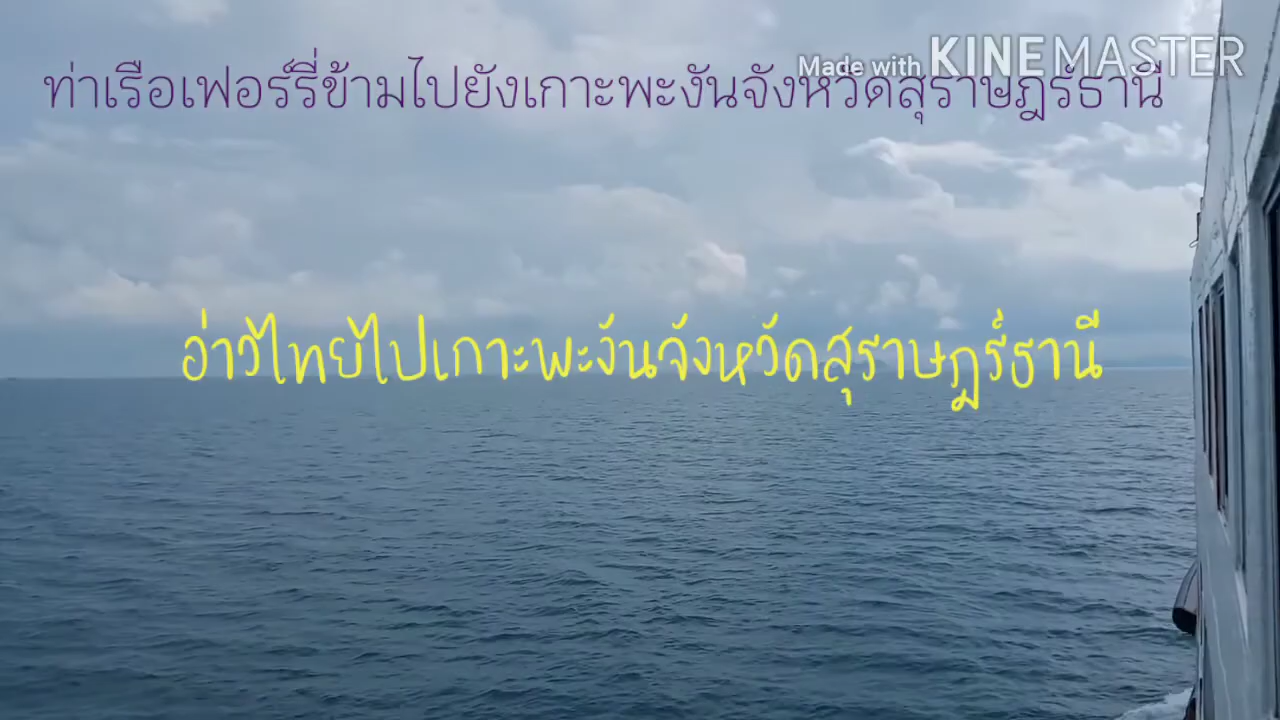 Made with KINEMASTER
ท่าเรือเฟอร์รี่ข้ามไปยังเกาะพะงันจังหวัดสุราษฎร์ธานี
อ่าวไทยไปเกาะพะงันจังหวัดสุราษฎร์ธานี